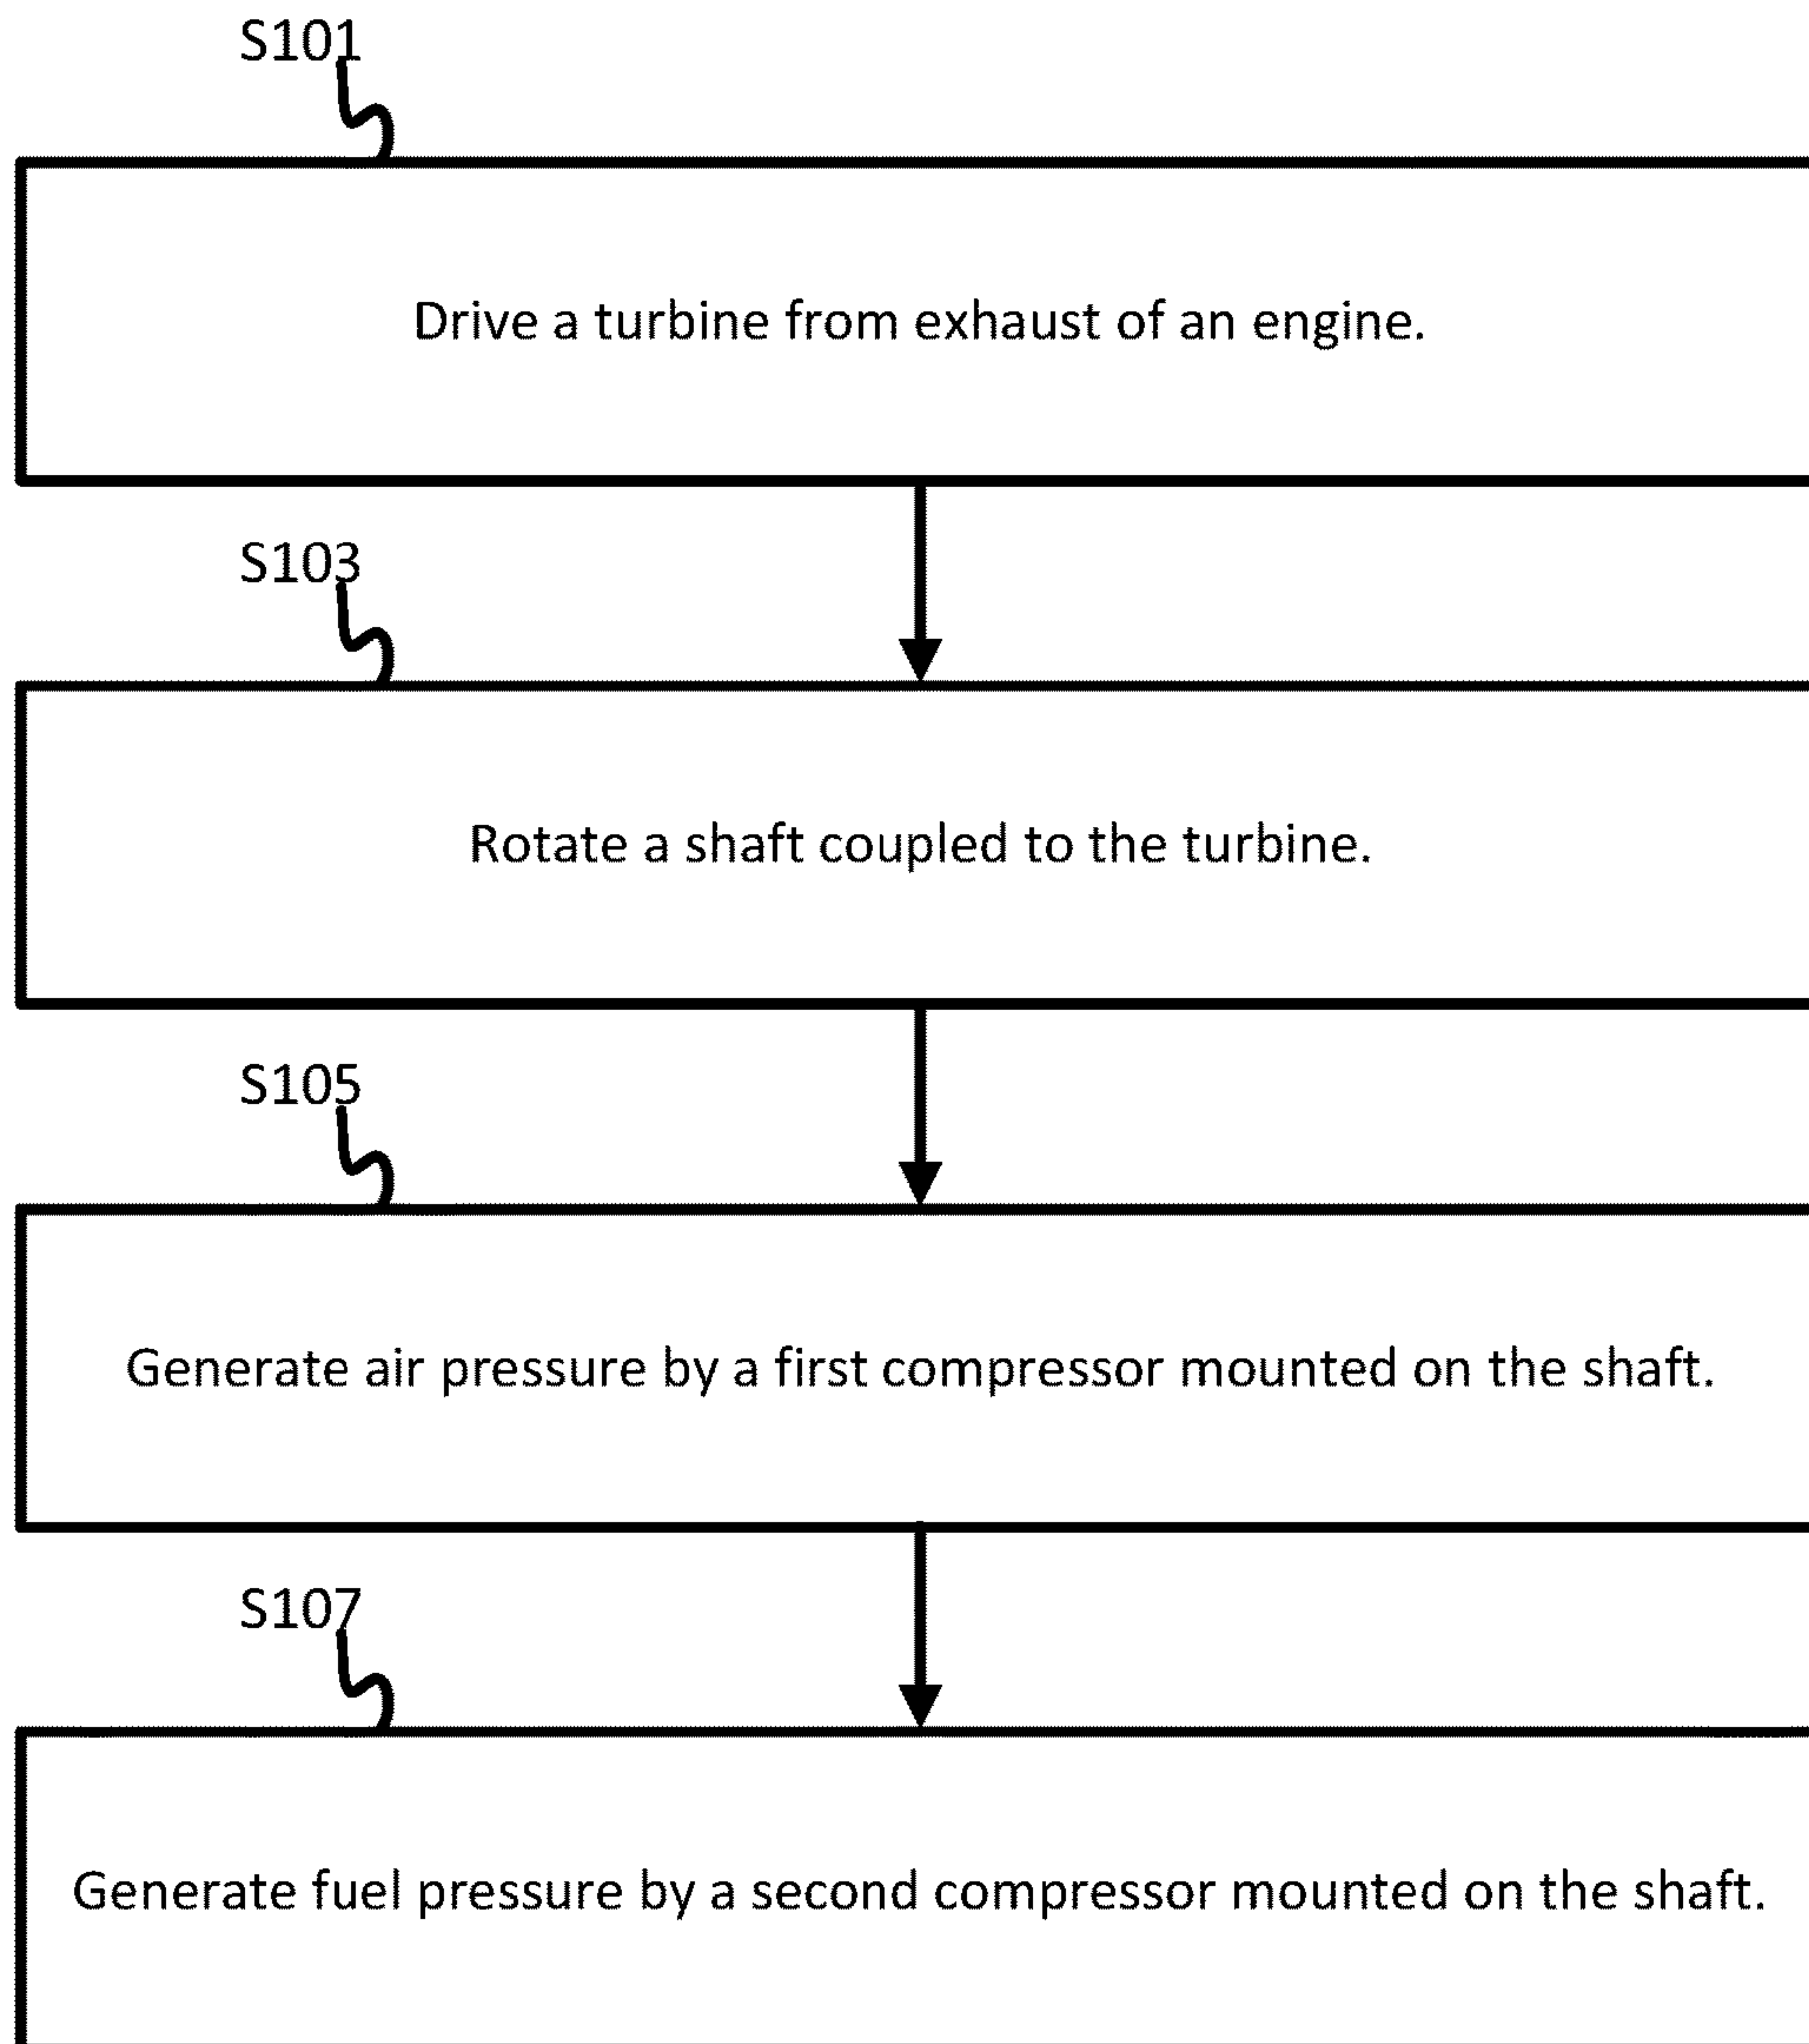 S101
Drive a turbine from exhaust of an engine.
S103
Rotate a shaft coupled to the turbine.
S105
Generate air pressure by a first compressor mounted on the shaft.
S107
Generate fuel pressure by a second compressor mounted on the shaft.